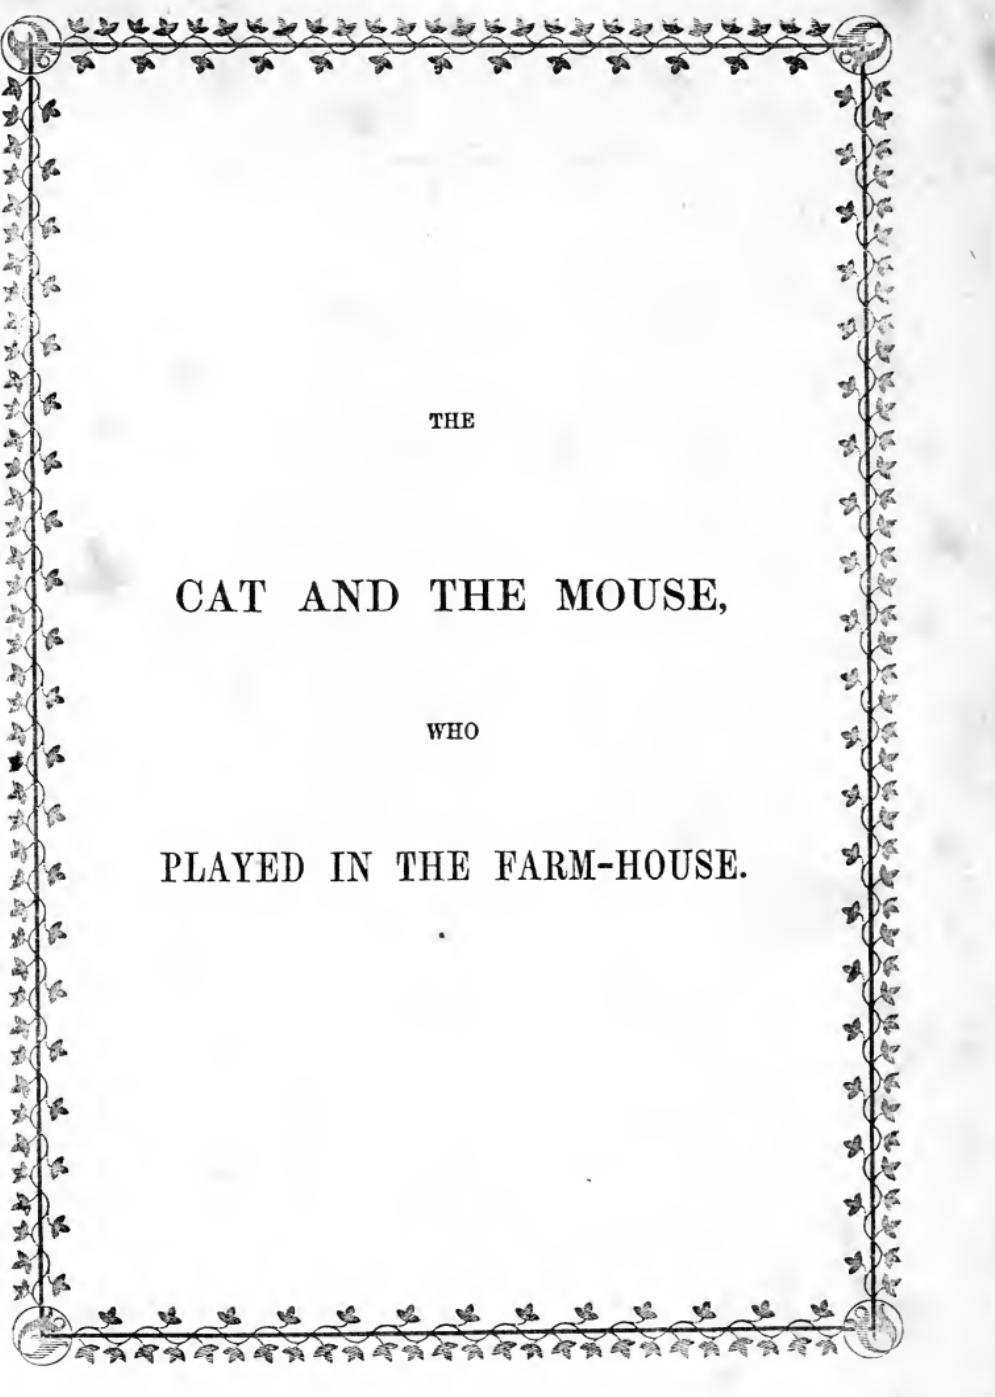 THE
CAT AND THE MOUSE,
WHO
PLAYED IN THE FARM-HOUSE.